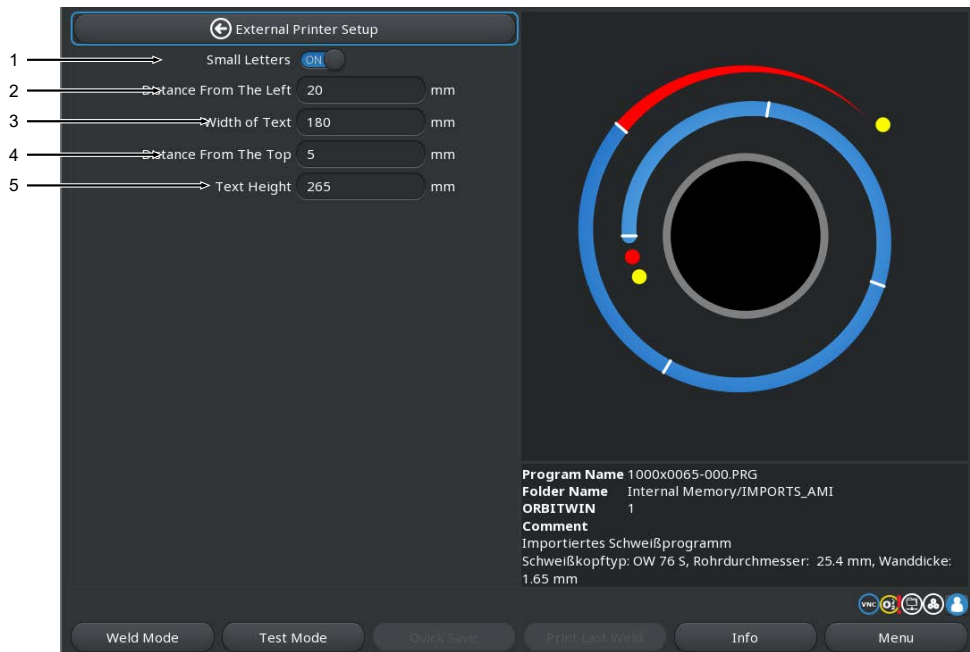 External Printer Setup
1 Small Letters ON
2 Distance From The Left 20 mm
3 Width of Text 180 mm
4 Distance From The Top 5 mm
5 Text Height 265 mm
Program Name 1000x0065-000.PRG
Folder Name Internal Memory/IMPORTS_AMI
ORBITWIN 1
Comment
Importiertes Schweißprogramm
Schweißkopftyp: OW 76 S, Rohrdurchmesser: 25.4 mm, Wanddicke:
1.65 mm
VNC O2
Weld Mode Test Mode Quick Save Print Last Weld Info Menu